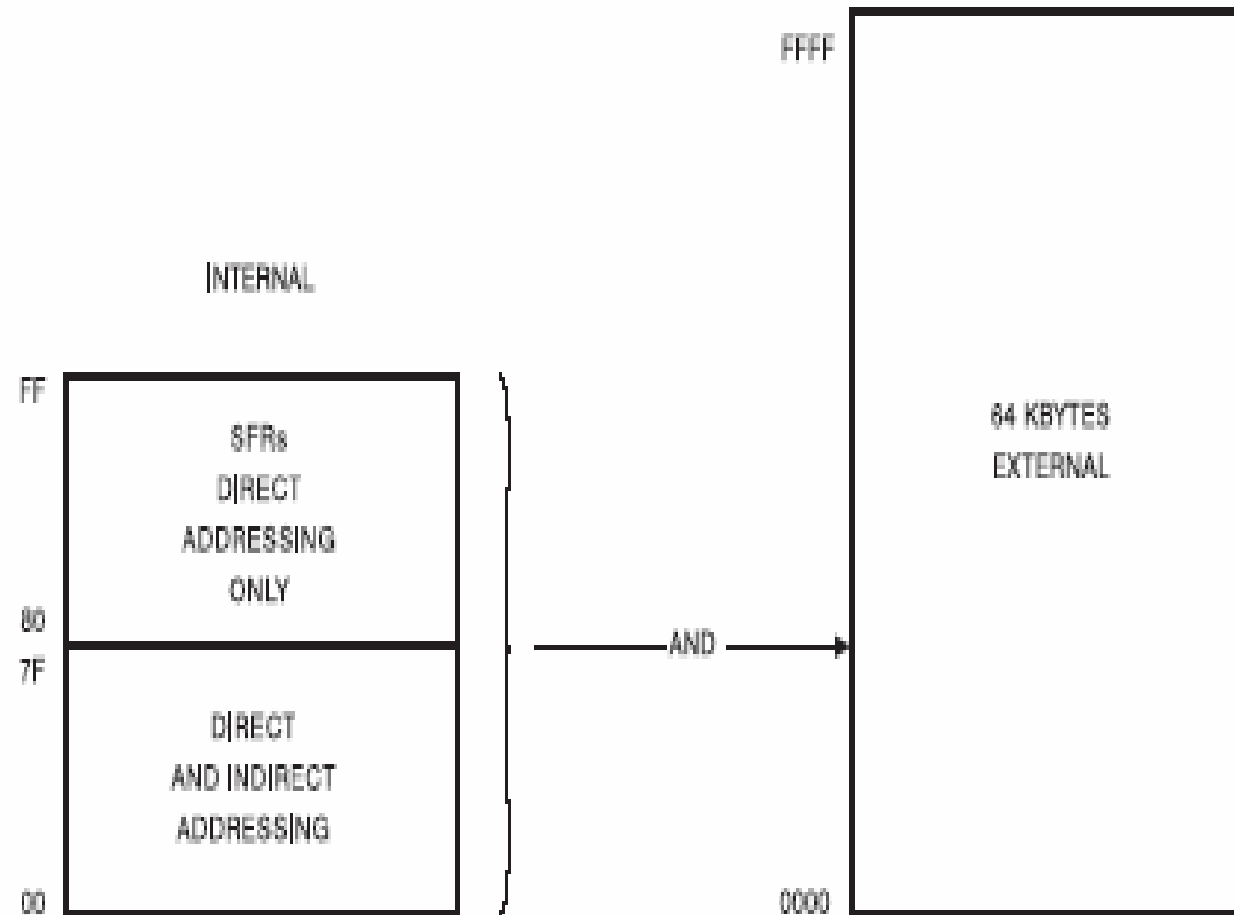 INTERNAL
FF
SFRs
DIRECT
ADDRESSING
ONLY
80
7F
DIRECT
AND INDIRECT
ADDRESSING
00
AND
FFFF
64 KBYTES
EXTERNAL
0000